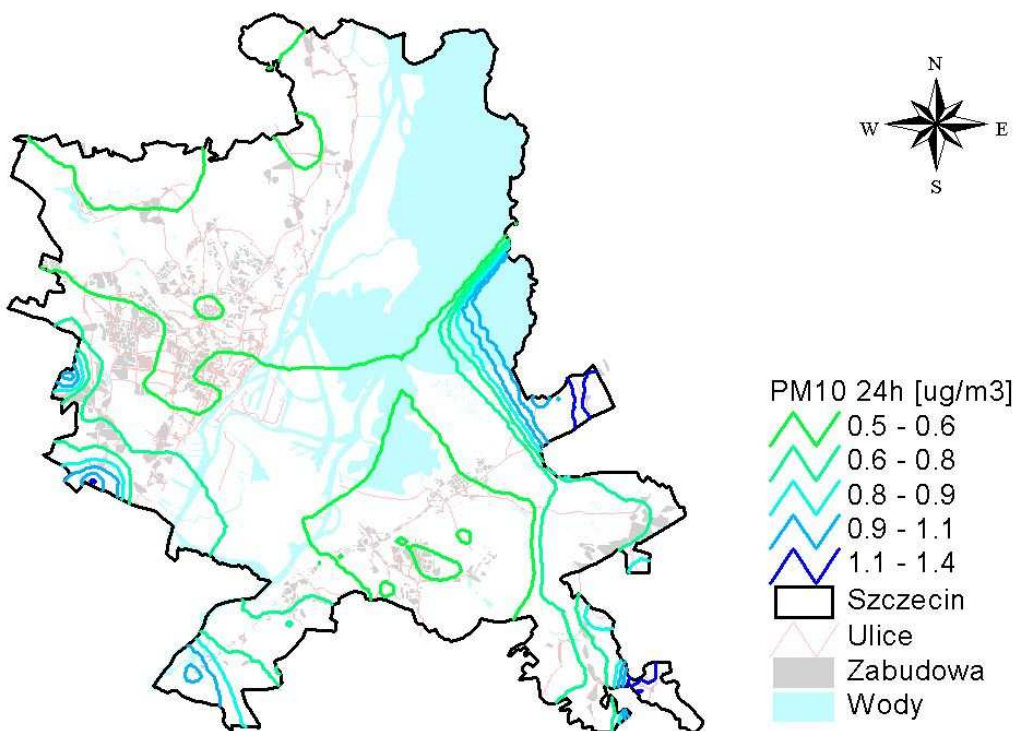 N
W E
S
PM10 24h [ug/m3]
0.5 - 0.6
0.6 - 0.8
0.8 - 0.9
0.9 - 1.1
1.1 - 1.4
Szczecin
Ulice
Zabudowa
Wody